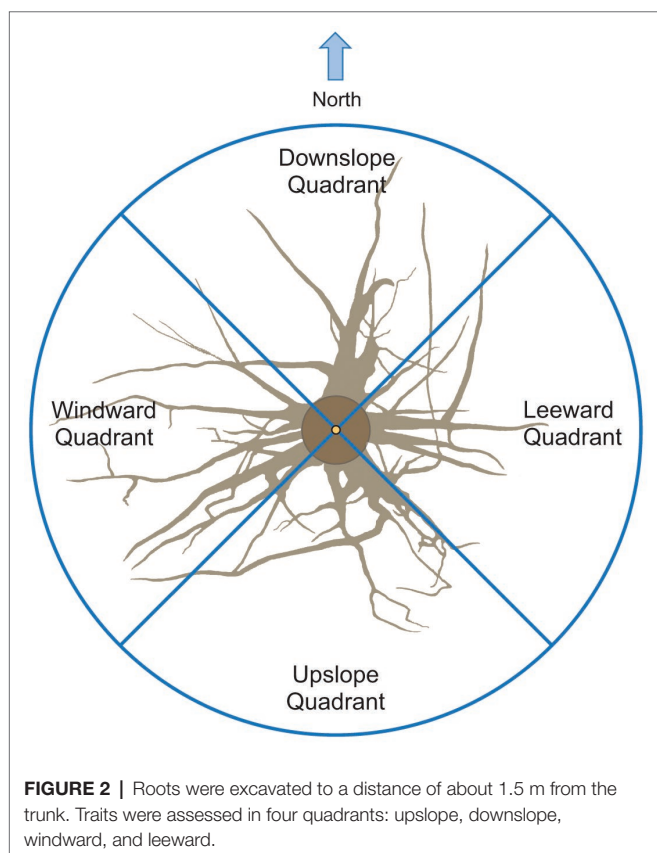 North
Downslope
Quadrant
Windward
Quadrant
Leeward
Quadrant
Upslope
Quadrant
FIGURE 2 | Roots were excavated to a distance of about 1.5 m from the
trunk. Traits were assessed in four quadrants: upslope, downslope,
windward, and leeward.